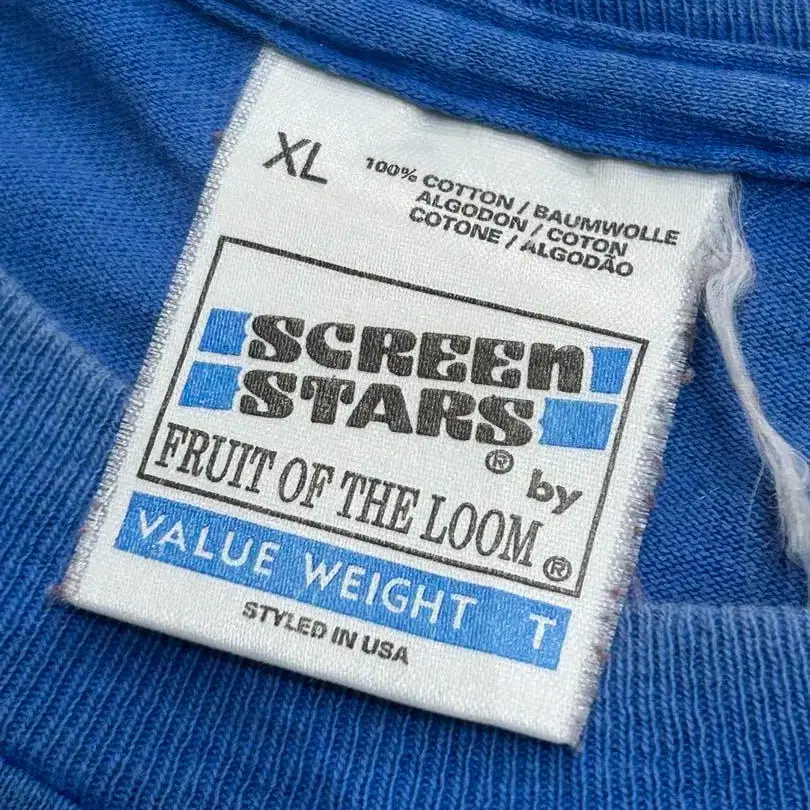 XL
100% COTTON / BAUMWOLLE
ALGODON / COTON
COTONE / ALGODÃO
SCREEN
STARS® by
FRUIT OF THE LOOM®
VALUE WEIGHT T
STYLED IN USA